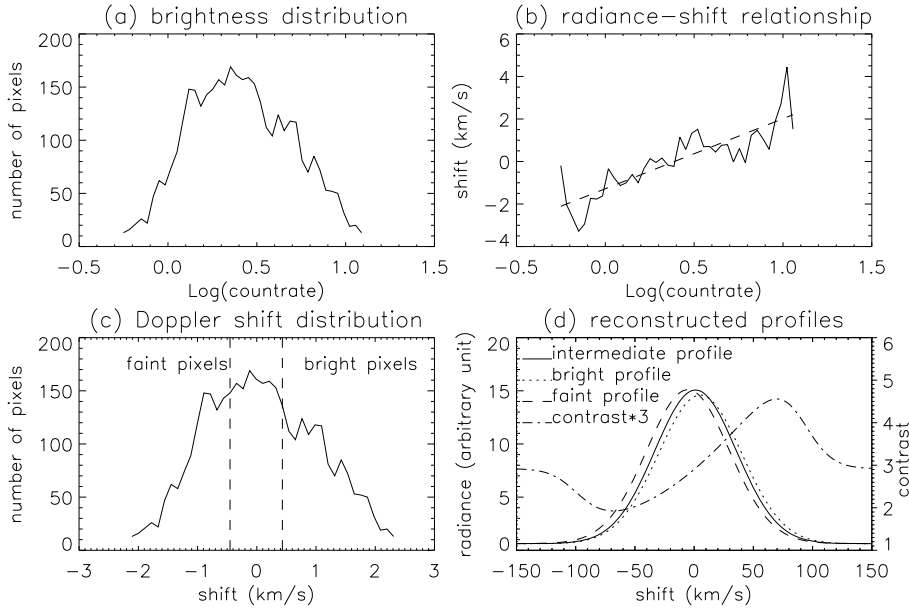 (a) brightness distribution
200
150
100
50
0
number of pixels
−0.5 0.0 0.5 1.0 1.5
Log(countrate)
(b) radiance−shift relationship
6
4
2
0
−2
−4
shift (km/s)
−0.5 0.0 0.5 1.0 1.5
Log(countrate)
(c) Doppler shift distribution
200
150
100
50
0
number of pixels
faint pixels
bright pixels
−3 −2 −1 0 1 2 3
shift (km/s)
(d) reconstructed profiles
20
15
10
5
0
radiance (arbitrary unit)
intermediate profile
bright profile
faint profile
contrast*3
6
5
4
3
2
1
contrast
−150 −100 −50 0 50 100 150
shift (km/s)